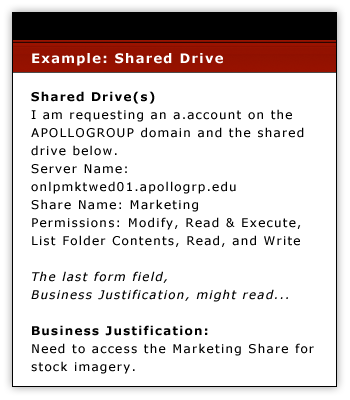 Example: Shared Drive
Shared Drive(s)
I am requesting an a.account on the
APOLLOGROUP domain and the shared
drive below.
Server Name:
onlpmktwed01.apollogrp.edu
Share Name: Marketing
Permissions: Modify, Read & Execute,
List Folder Contents, Read, and Write
The last form field,
Business Justification, might read...
Business Justification:
Need to access the Marketing Share for
stock imagery.